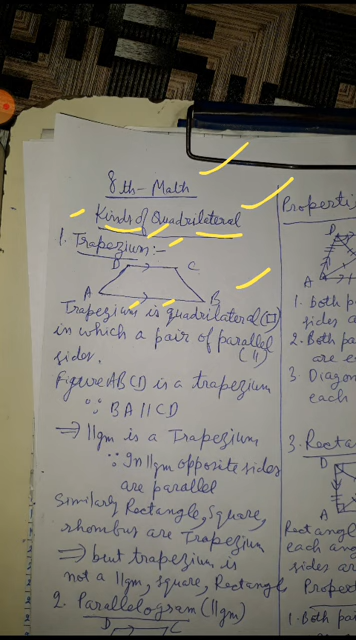 8th-Math
Kinds of Quadrilateral
1. Trapezium:-
D C
A B
Trapezium is quadrilateral (□)
in which a pair of parallel
(||)
sides.
Figure ABCD is a trapezium
∵ BA || CD
⇒ ||gm is a Trapezium
∵ In ||gm opposite sides
are parallel
Similarly Rectangle, Square,
rhombus are Trapezium
⇒ but trapezium is
not a ||gm, square, Rectangle
2. Parallelogram (||gm)
D C
Properti
D
A
1. Both p
sides a
2. Both pa
are e
3. Diagon
each
3. Recta
D
A
Rectang
each ang
sides ar
Propert
1. Both pa